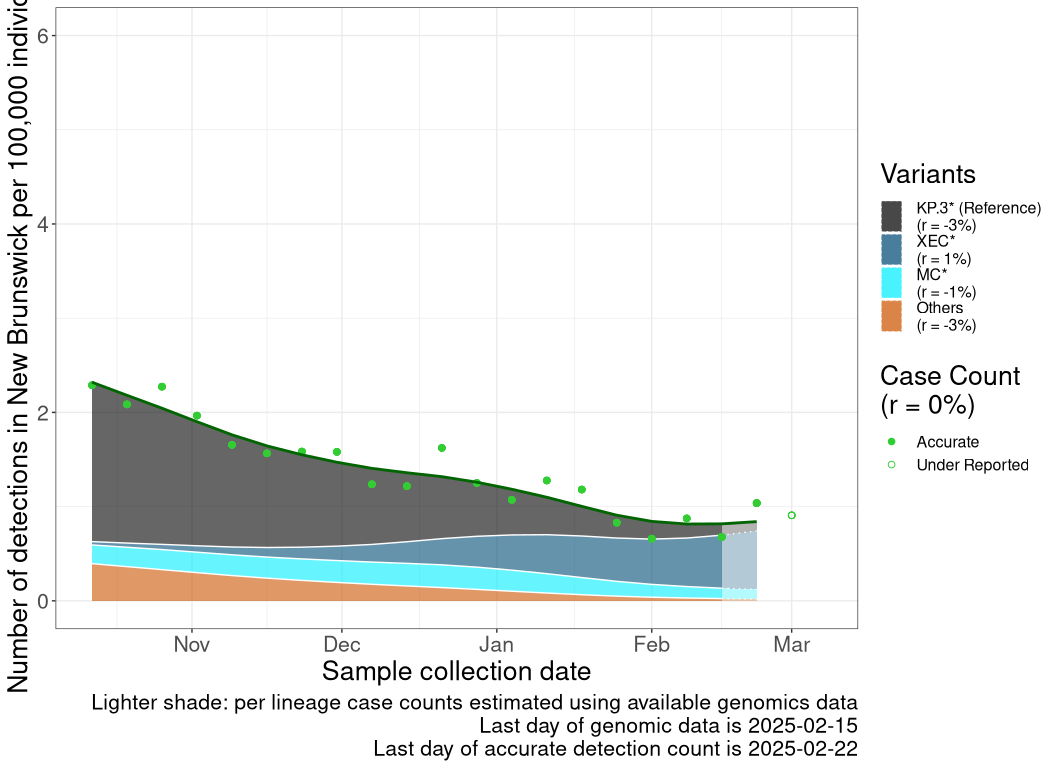 Number of detections in New Brunswick per 100,000
6
4
2
0
Nov Dec Jan Feb Mar
Sample collection date
Lighter shade: per lineage case counts estimated using available genomics data
Last day of genomic data is 2025-02-15
Last day of accurate detection count is 2025-02-22
Variants
KP.3* (Reference)
(r = -3%)
XEC*
(r = 1%)
MC*
(r = -1%)
Others
(r = -3%)
Case Count
(r = 0%)
Accurate
Under Reported